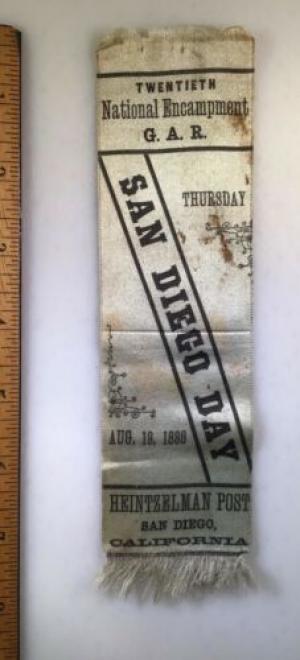 TWENTIETH
National Encampment
G. A. R.
THURSDAY
SAN DIEGO DAY
AUG. 19, 1886
HEINTZELMAN POST
SAN DIEGO,
CALIFORNIA